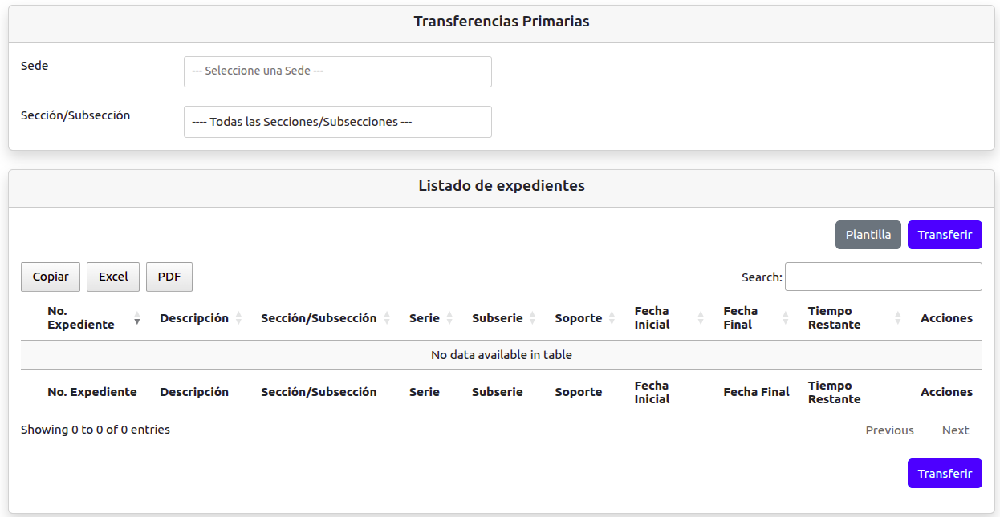 Transferencias Primarias
Sede
--- Seleccione una Sede ---
Sección/Subsección
---- Todas las Secciones/Subsecciones ---
Listado de expedientes
Plantilla Transferir
Copiar Excel PDF Search:
No. Expediente Descripción Sección/Subsección Serie Subserie Soporte Fecha Inicial Fecha Final Tiempo Restante Acciones
No data available in table
No. Expediente Descripción Sección/Subsección Serie Subserie Soporte Fecha Inicial Fecha Final Tiempo Restante Acciones
Showing 0 to 0 of 0 entries Previous Next
Transferir